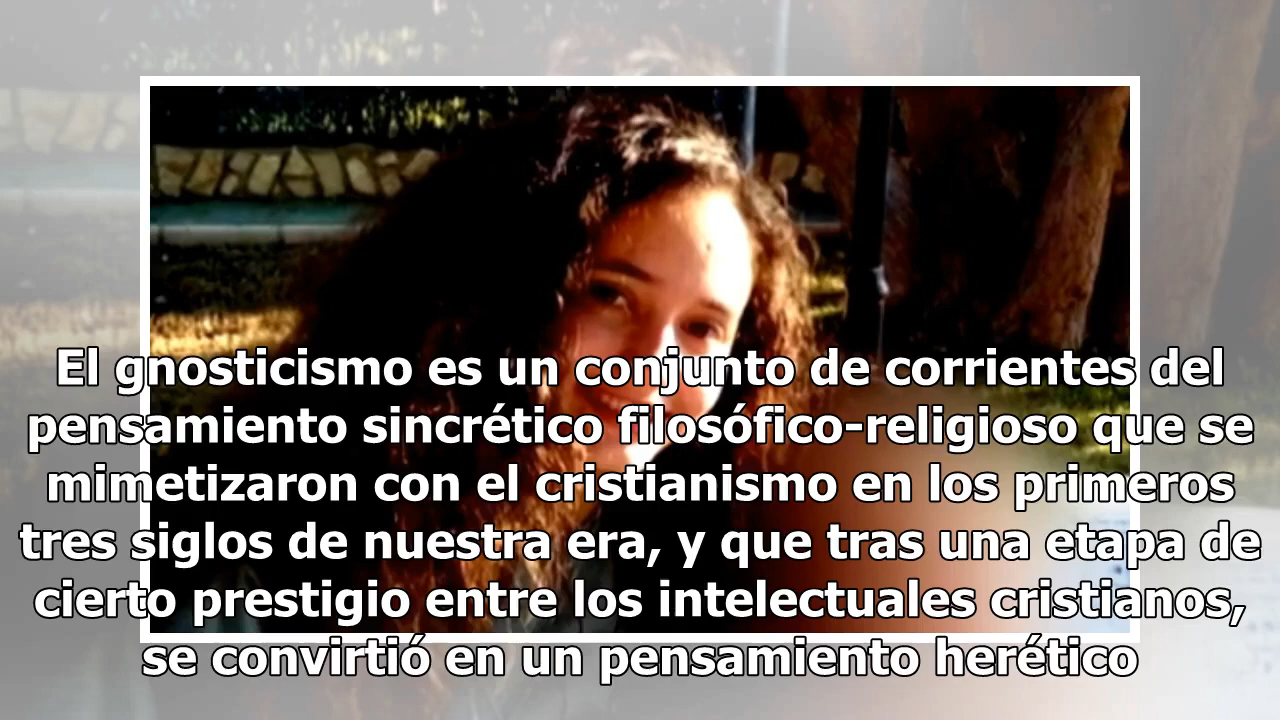 El gnosticismo es un conjunto de corrientes del
pensamiento sincrético filosófico-religioso que se
mimetizaron con el cristianismo en los primeros
tres siglos de nuestra era, y que tras una etapa de
cierto prestigio entre los intelectuales cristianos,
se convirtió en un pensamiento herético